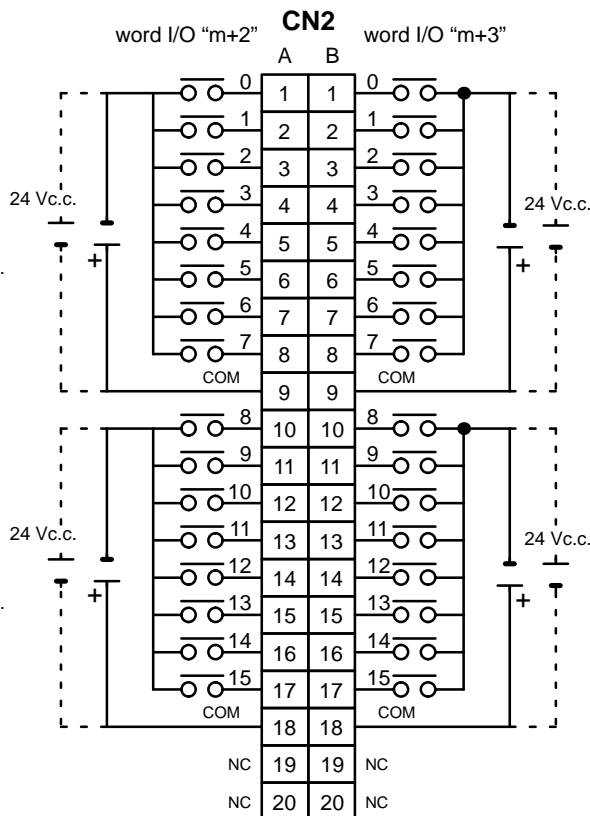 CN2
word I/O “m+2” word I/O “m+3”
A B
0 1 1 0
1 2 2 1
2 3 3 2
3 4 4 3
24 Vc.c. 24 Vc.c.
4 5 5 4
+ +
5 6 6 5
6 7 7 6
7 8 8 7
COM 9 9 COM
8 10 10 8
9 11 11 9
10 12 12 10
11 13 13 11
24 Vc.c. 24 Vc.c.
12 14 14 12
+ +
13 15 15 13
14 16 16 14
15 17 17 15
COM 18 18 COM
NC 19 19 NC
NC 20 20 NC